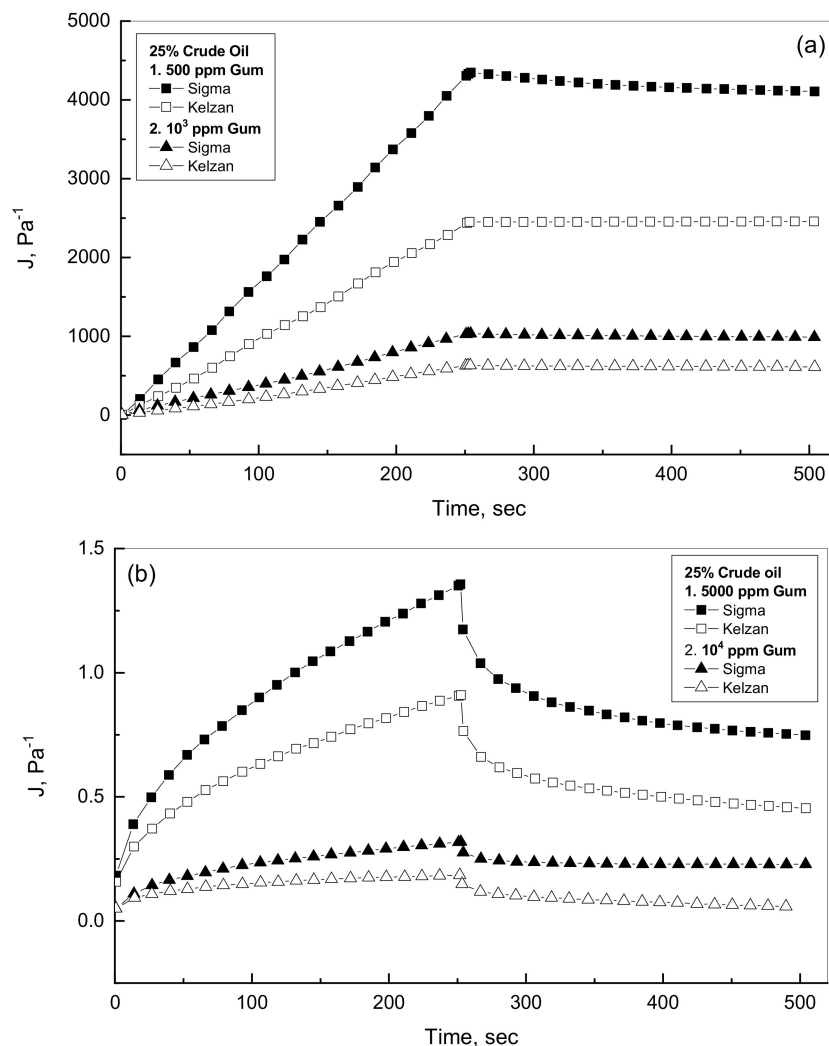 (a)
25% Crude Oil
1. 500 ppm Gum
Sigma
Kelzan
2. 10³ ppm Gum
Sigma
Kelzan
5000
4000
3000
2000
1000
0
J, Pa⁻¹
0 100 200 300 400 500
Time, sec
(b)
25% Crude oil
1. 5000 ppm Gum
Sigma
Kelzan
2. 10⁴ ppm Gum
Sigma
Kelzan
1.5
1.0
0.5
0.0
J, Pa⁻¹
0 100 200 300 400 500
Time, sec